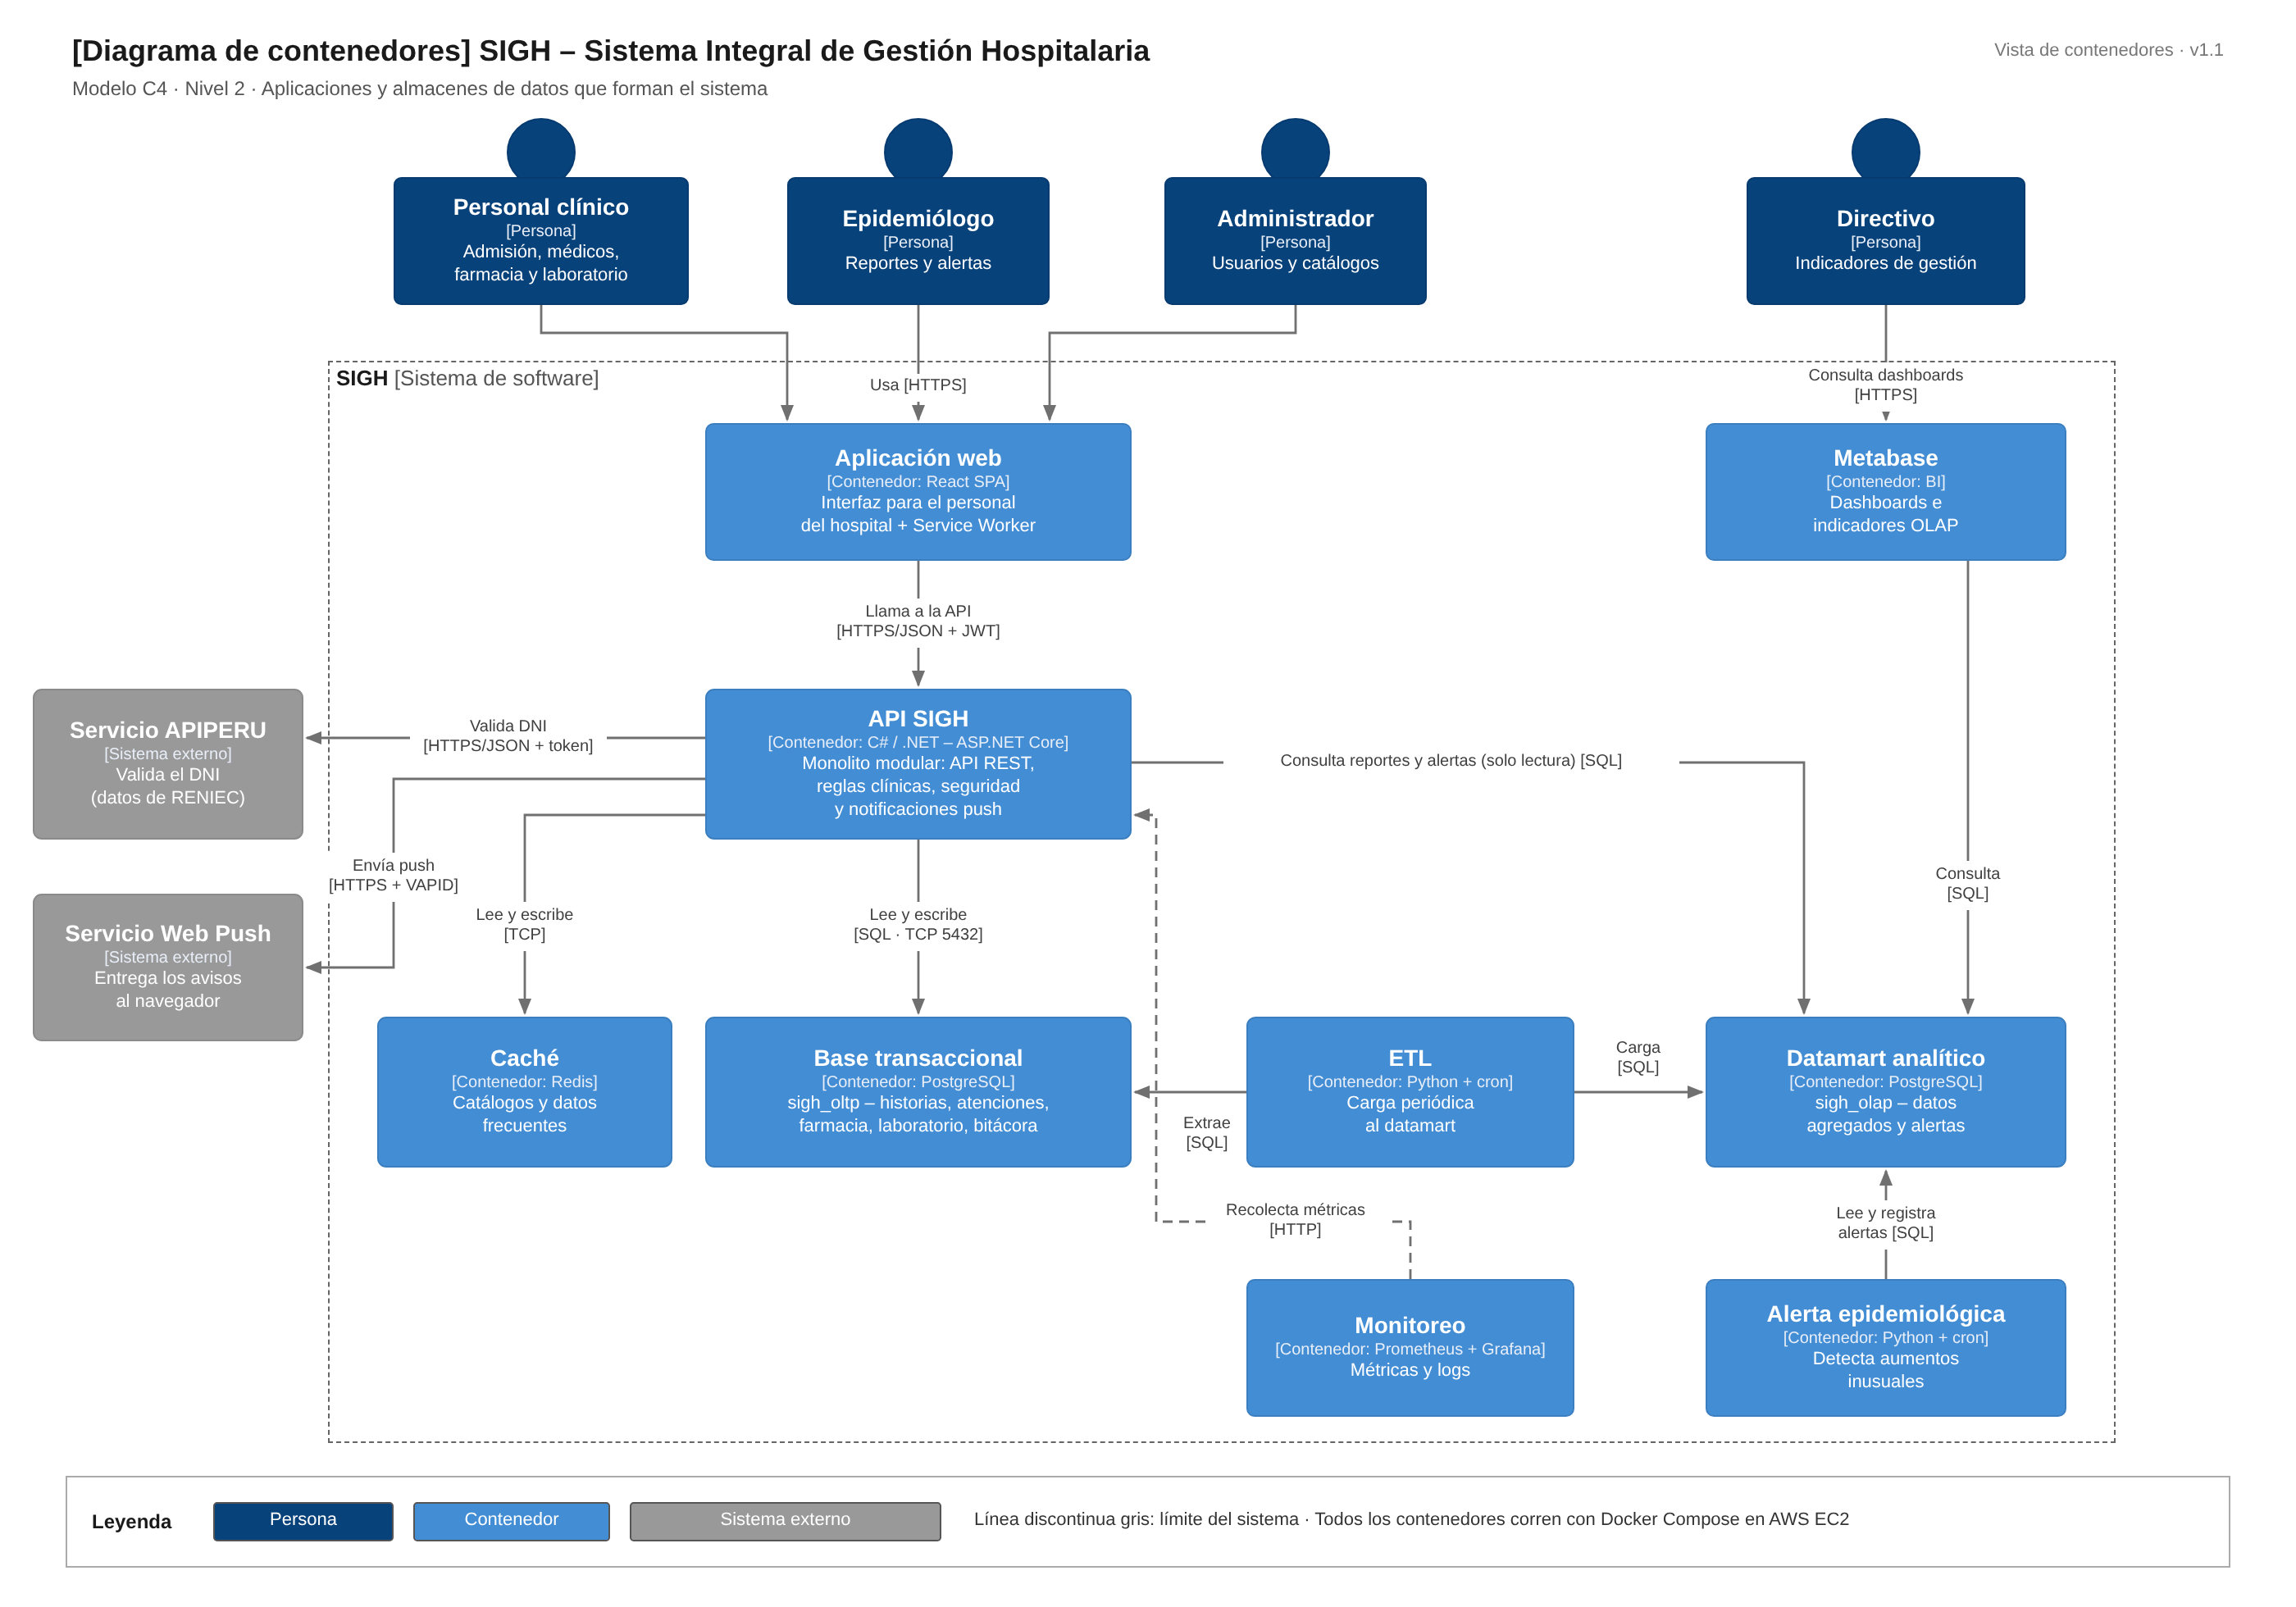 [Diagrama de contenedores] SIGH – Sistema Integral de Gestión Hospitalaria
Vista de contenedores · v1.1
Modelo C4 · Nivel 2 · Aplicaciones y almacenes de datos que forman el sistema
Personal clínico
[Persona]
Admisión, médicos,
farmacia y laboratorio
Epidemiólogo
[Persona]
Reportes y alertas
Administrador
[Persona]
Usuarios y catálogos
Directivo
[Persona]
Indicadores de gestión
SIGH [Sistema de software]
Usa [HTTPS]
Consulta dashboards
[HTTPS]
Aplicación web
[Contenedor: React SPA]
Interfaz para el personal
del hospital + Service Worker
Metabase
[Contenedor: BI]
Dashboards e
indicadores OLAP
Llama a la API
[HTTPS/JSON + JWT]
Servicio APIPERU
[Sistema externo]
Valida el DNI
(datos de RENIEC)
Valida DNI
[HTTPS/JSON + token]
API SIGH
[Contenedor: C# / .NET – ASP.NET Core]
Monolito modular: API REST,
reglas clínicas, seguridad
y notificaciones push
Consulta reportes y alertas (solo lectura) [SQL]
Envía push
[HTTPS + VAPID]
Lee y escribe
[TCP]
Lee y escribe
[SQL · TCP 5432]
Consulta
[SQL]
Servicio Web Push
[Sistema externo]
Entrega los avisos
al navegador
Caché
[Contenedor: Redis]
Catálogos y datos
frecuentes
Base transaccional
[Contenedor: PostgreSQL]
sigh_oltp – historias, atenciones,
farmacia, laboratorio, bitácora
Extrae
[SQL]
ETL
[Contenedor: Python + cron]
Carga periódica
al datamart
Carga
[SQL]
Datamart analítico
[Contenedor: PostgreSQL]
sigh_olap – datos
agregados y alertas
Recolecta métricas
[HTTP]
Lee y registra
alertas [SQL]
Monitoreo
[Contenedor: Prometheus + Grafana]
Métricas y logs
Alerta epidemiológica
[Contenedor: Python + cron]
Detecta aumentos
inusuales
Leyenda
Persona
Contenedor
Sistema externo
Línea discontinua gris: límite del sistema · Todos los contenedores corren con Docker Compose en AWS EC2